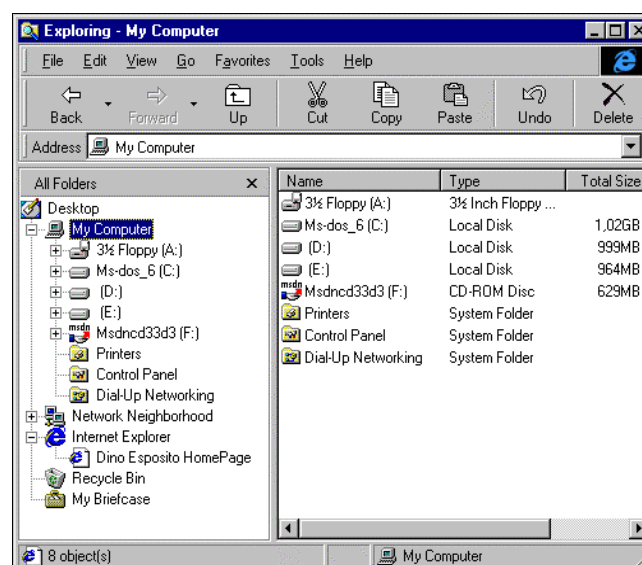 Exploring - My Computer
File Edit View Go Favorites Tools Help
Back Forward Up Cut Copy Paste Undo Delete
Address My Computer
All Folders
Desktop
My Computer
3½ Floppy (A:)
Ms-dos_6 (C:)
(D:)
(E:)
msdn Msdncd33d3 (F:)
Printers
Control Panel
Dial-Up Networking
Network Neighborhood
Internet Explorer
Dino Esposito HomePage
Recycle Bin
My Briefcase
Name Type Total Size
3½ Floppy (A:) 3½ Inch Floppy ...
Ms-dos_6 (C:) Local Disk 1,02GB
(D:) Local Disk 999MB
(E:) Local Disk 964MB
msdn Msdncd33d3 (F:) CD-ROM Disc 629MB
Printers System Folder
Control Panel System Folder
Dial-Up Networking System Folder
8 object(s) My Computer